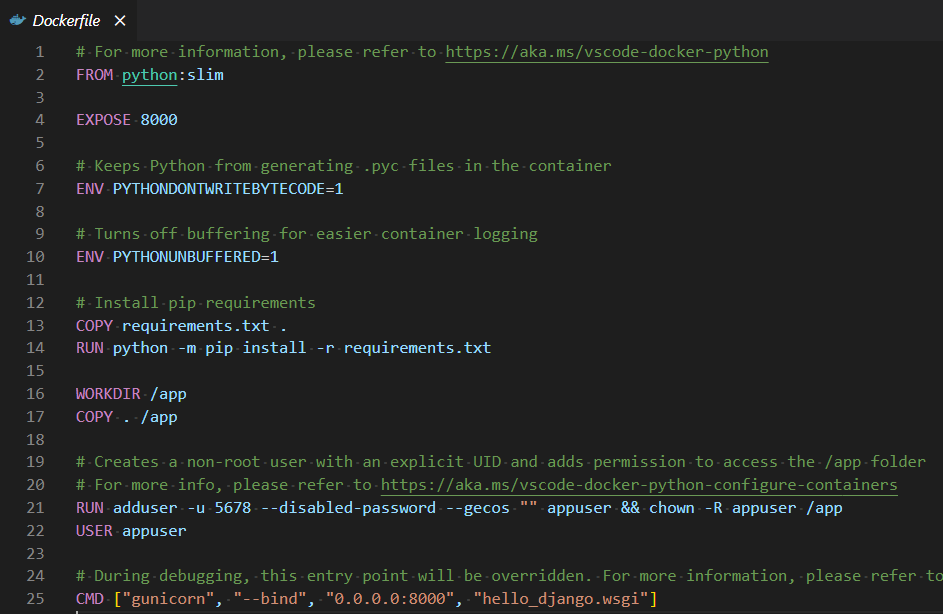 Dockerfile
1 # For more information, please refer to https://aka.ms/vscode-docker-python
2 FROM python:slim
3
4 EXPOSE 8000
5
6 # Keeps Python from generating .pyc files in the container
7 ENV PYTHONDONTWRITEBYTECODE=1
8
9 # Turns off buffering for easier container logging
10 ENV PYTHONUNBUFFERED=1
11
12 # Install pip requirements
13 COPY requirements.txt .
14 RUN python -m pip install -r requirements.txt
15
16 WORKDIR /app
17 COPY . /app
18
19 # Creates a non-root user with an explicit UID and adds permission to access the /app folder
20 # For more info, please refer to https://aka.ms/vscode-docker-python-configure-containers
21 RUN adduser -u 5678 --disabled-password --gecos "" appuser && chown -R appuser /app
22 USER appuser
23
24 # During debugging, this entry point will be overridden. For more information, please refer to
25 CMD ["gunicorn", "--bind", "0.0.0.0:8000", "hello_django.wsgi"]